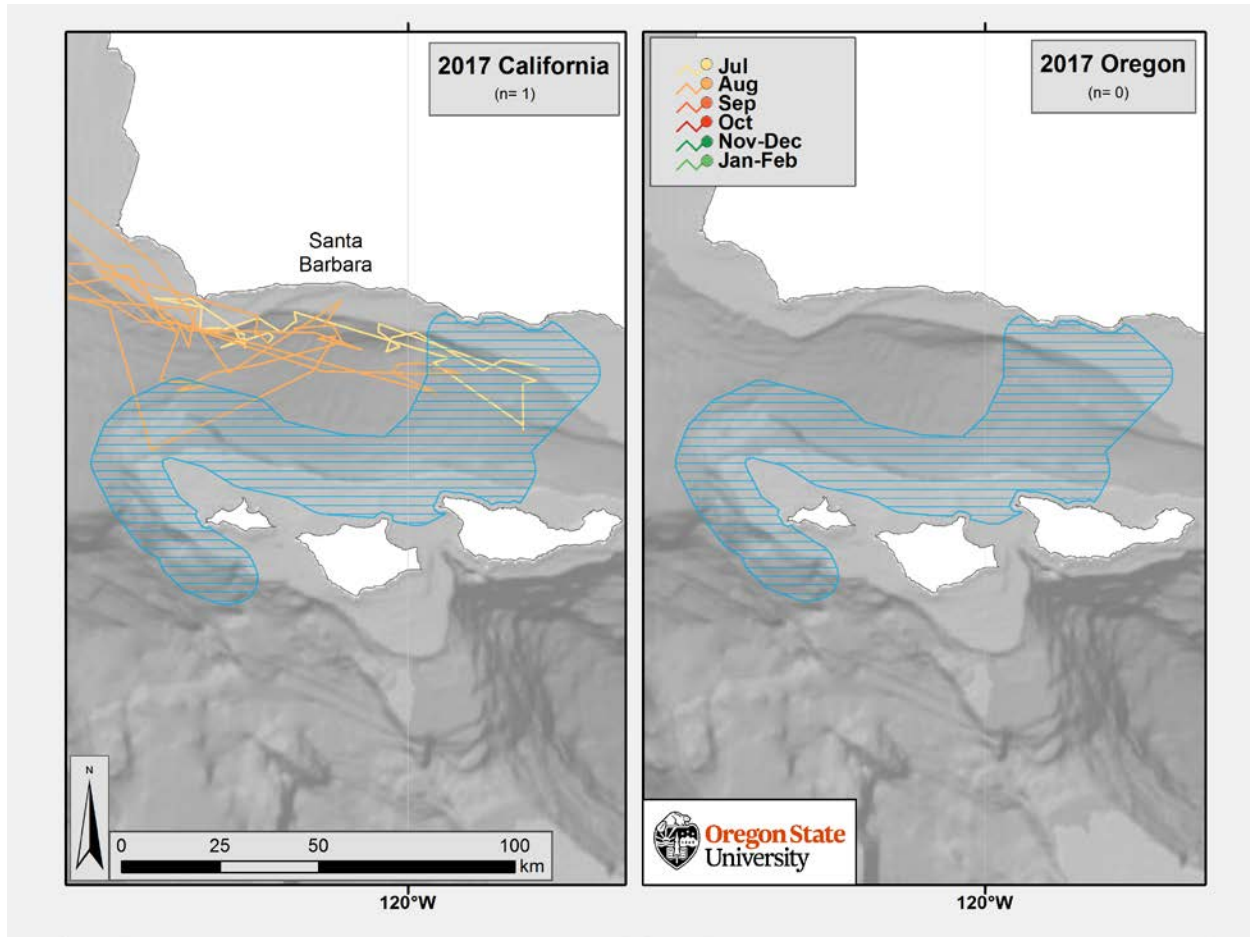 2017 California
(n= 1)
Santa
Barbara
N
0 25 50 100
km
120°W
Jul
Aug
Sep
Oct
Nov-Dec
Jan-Feb
2017 Oregon
(n= 0)
Oregon State
University
120°W